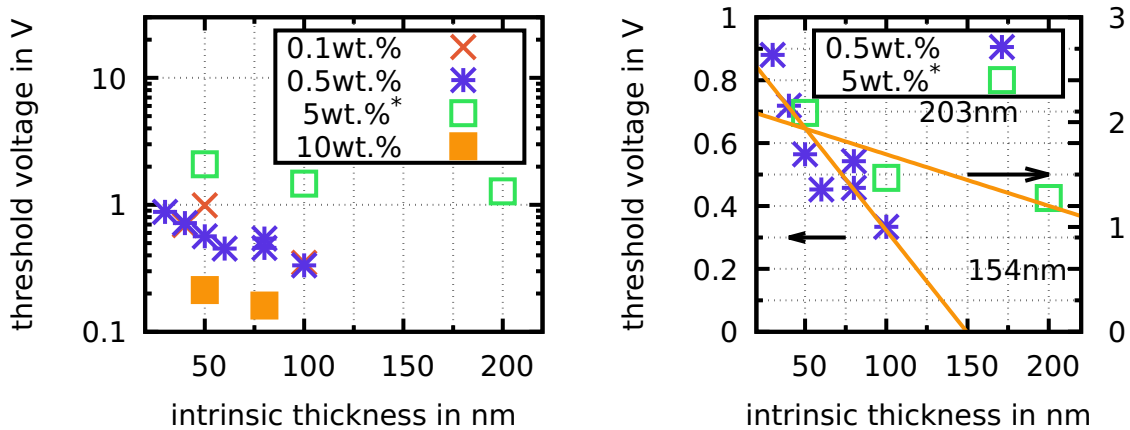 threshold voltage in V
10
1
0.1
0.1wt.%
0.5wt.%
5wt.%*
10wt.%
50 100 150 200
intrinsic thickness in nm
threshold voltage in V
1
0.8
0.6
0.4
0.2
0
0.5wt.%
5wt.%*
203nm
154nm
3
2
1
0
50 100 150 200
intrinsic thickness in nm